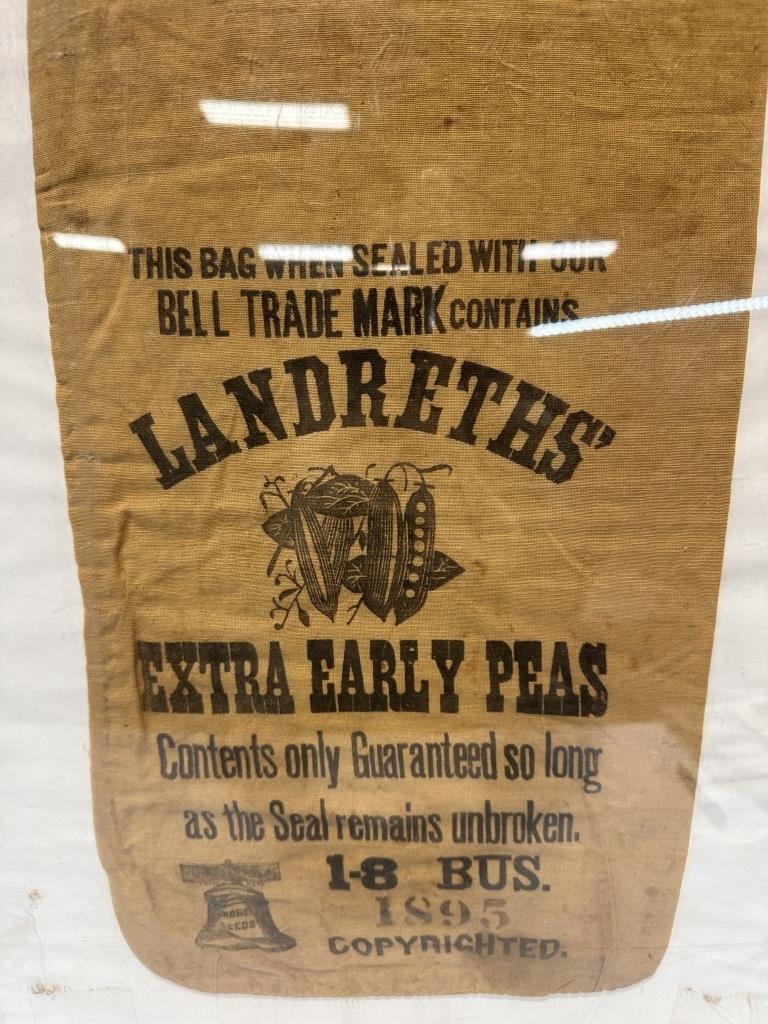 THIS BAG WHEN SEALED WITH OUR
BELL TRADE MARK CONTAINS
LANDRETHS'
EXTRA EARLY PEAS
Contents only Guaranteed so long
as the Seal remains unbroken.
1-8 BUS.
1895
COPYRIGHTED.
SEEDS